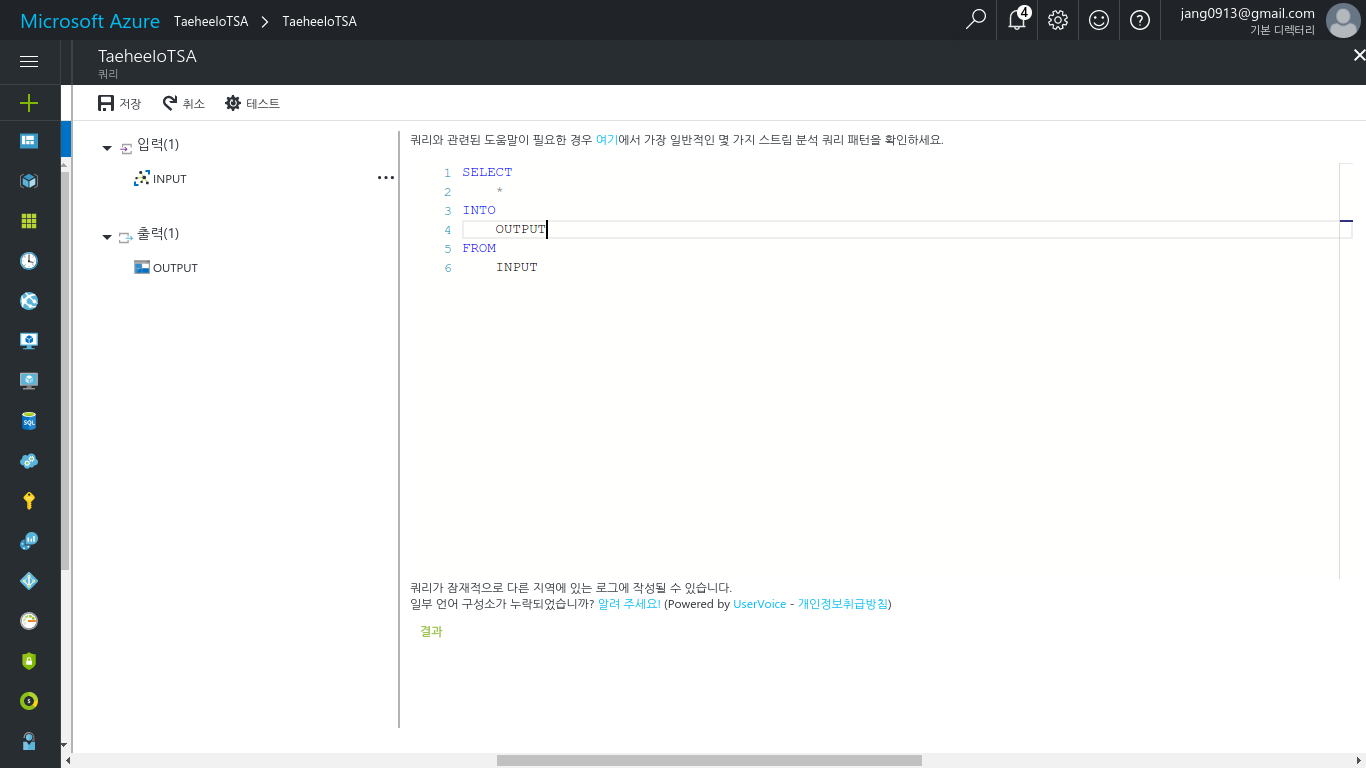 Microsoft Azure TaeheeIoTSA TaeheeIoTSA 4 jang0913@gmail.com
기본 디렉터리
TaeheeIoTSA
쿼리
저장 취소 테스트
입력(1)
INPUT
출력(1)
OUTPUT
쿼리와 관련된 도움말이 필요한 경우 여기에서 가장 일반적인 몇 가지 스트림 분석 쿼리 패턴을 확인하세요.
1 SELECT
2 *
3 INTO
4 OUTPUT
5 FROM
6 INPUT
쿼리가 잠재적으로 다른 지역에 있는 로그에 작성될 수 있습니다.
일부 언어 구성소가 누락되었습니까? 알려 주세요! (Powered by UserVoice - 개인정보취급방침)
결과
SQL